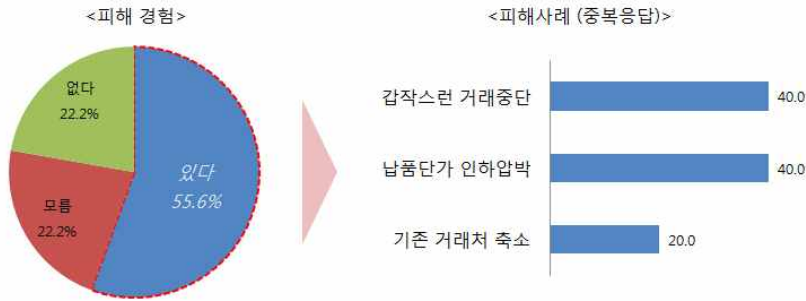 <피해 경험>
없다
22.2%
있다
55.6%
모름
22.2%
<피해사례 (중복응답)>
갑작스런 거래중단
40.0
납품단가 인하압박
40.0
기존 거래처 축소
20.0